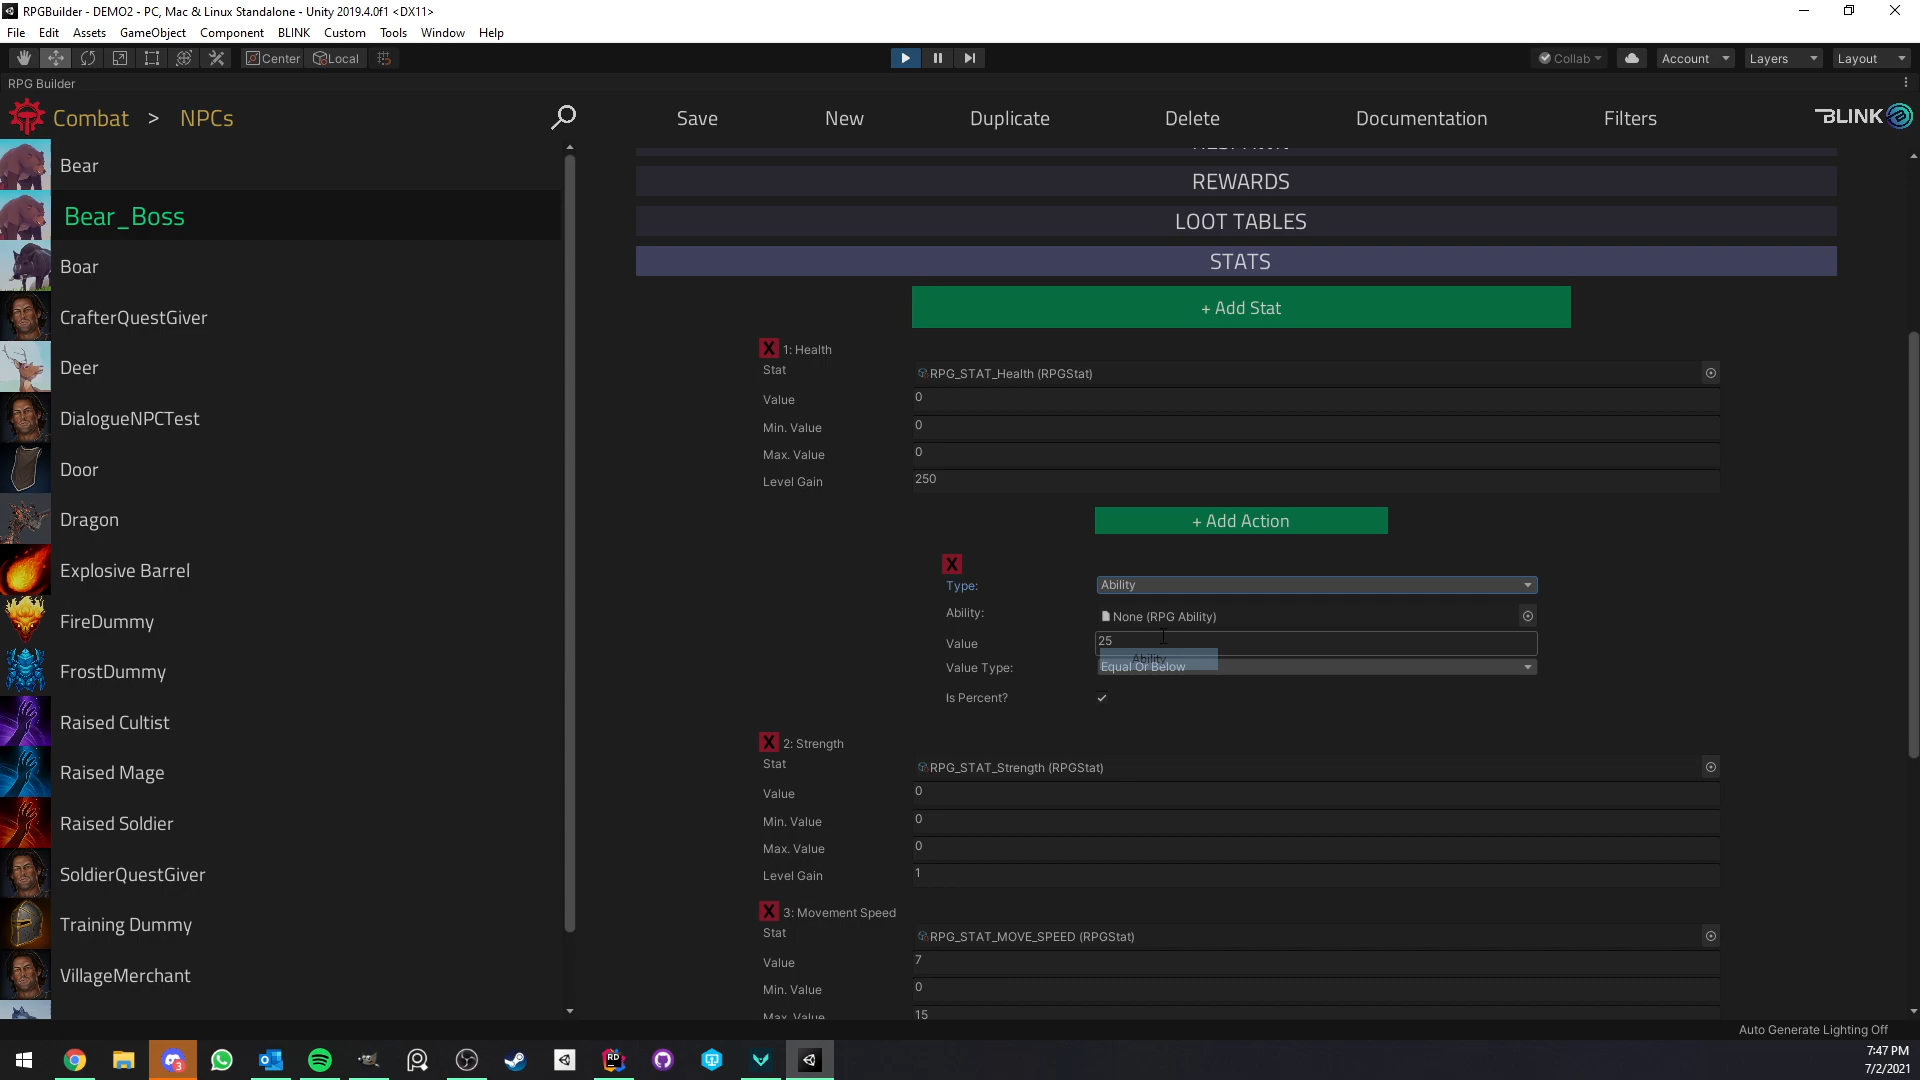 RPGBuilder - DEMO2 - PC, Mac & Linux Standalone - Unity 2019.4.0f1 <DX11>
File Edit Assets GameObject Component BLINK Custom Tools Window Help
Center Local Collab Account Layers Layout
RPG Builder
Combat > NPCs Save New Duplicate Delete Documentation Filters BLINK
Bear
Bear_Boss
Boar
CrafterQuestGiver
Deer
DialogueNPCTest
Door
Dragon
Explosive Barrel
FireDummy
FrostDummy
Raised Cultist
Raised Mage
Raised Soldier
SoldierQuestGiver
Training Dummy
VillageMerchant
REWARDS
LOOT TABLES
STATS
+ Add Stat
X 1: Health
Stat RPG_STAT_Health (RPGStat)
Value 0
Min. Value 0
Max. Value 0
Level Gain 250
+ Add Action
X
Type: Ability
Ability: None (RPG Ability)
Value 25
Ability
Value Type: Equal Or Below
Is Percent?
X 2: Strength
Stat RPG_STAT_Strength (RPGStat)
Value 0
Min. Value 0
Max. Value 0
Level Gain 1
X 3: Movement Speed
Stat RPG_STAT_MOVE_SPEED (RPGStat)
Value 7
Min. Value 0
Max. Value 15
Auto Generate Lighting Off
3
RD
7:47 PM
7/2/2021